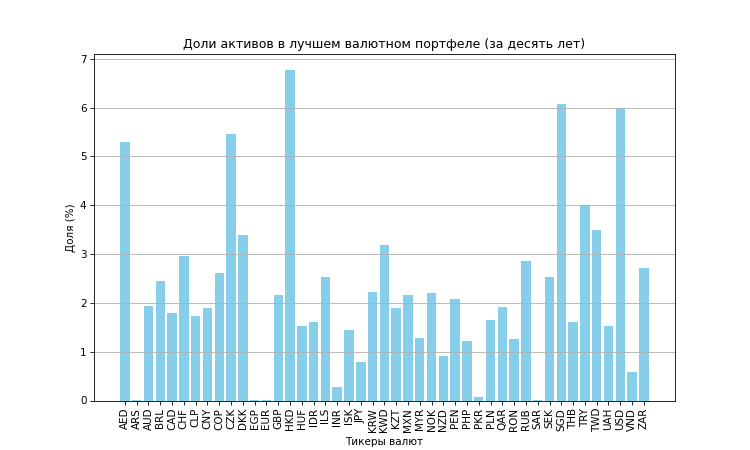 Доли активов в лучшем валютном портфеле (за десять лет)
Доля (%)
7
6
5
4
3
2
1
0
AED ARS AUD BRL CAD CHF CLP CNY COP CZK DKK EGP EUR GBP HKD HUF IDR ILS INR ISK JPY KRW KWD KZT MXN MYR NOK NZD PEN PHP PKR PLN QAR RON RUB SAR SEK SGD THB TRY TWD UAH USD VND ZAR
Тикеры валют